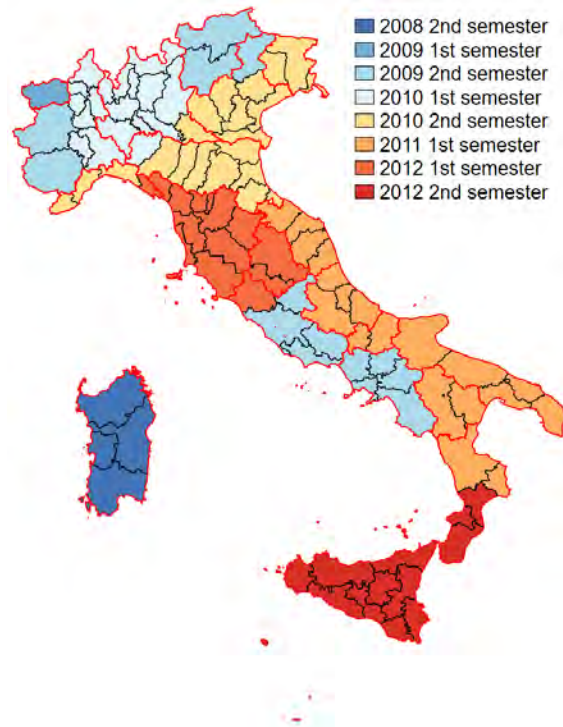 2008 2nd semester
2009 1st semester
2009 2nd semester
2010 1st semester
2010 2nd semester
2011 1st semester
2012 1st semester
2012 2nd semester